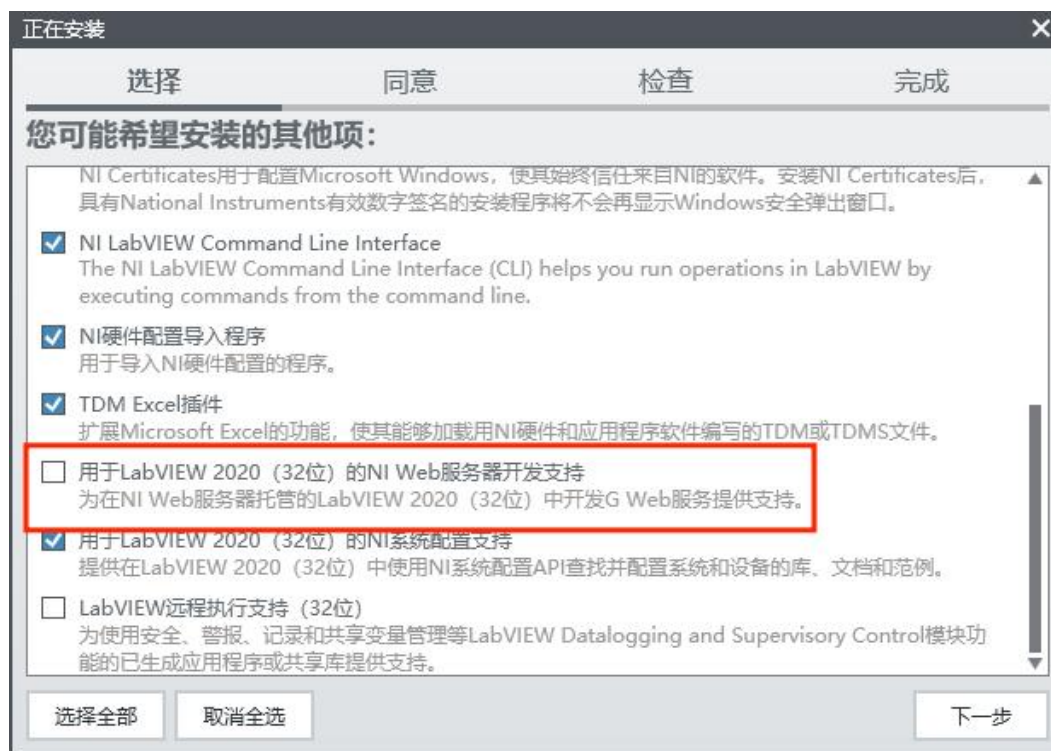 正在安装
选择
同意
检查
完成
您可能希望安装的其他项：
NI Certificates用于配置Microsoft Windows，使其始终信任来自NI的软件。安装NI Certificates后，
具有National Instruments有效数字签名的安装程序将不会再显示Windows安全弹出窗口。
NI LabVIEW Command Line Interface
The NI LabVIEW Command Line Interface (CLI) helps you run operations in LabVIEW by
executing commands from the command line.
NI硬件配置导入程序
用于导入NI硬件配置的程序。
TDM Excel插件
扩展Microsoft Excel的功能，使其能够加载用NI硬件和应用程序软件编写的TDM或TDMS文件。
用于LabVIEW 2020（32位）的NI Web服务器开发支持
为在NI Web服务器托管的LabVIEW 2020（32位）中开发G Web服务提供支持。
用于LabVIEW 2020（32位）的NI系统配置支持
提供在LabVIEW 2020（32位）中使用NI系统配置API查找并配置系统和设备的库、文档和范例。
LabVIEW远程执行支持（32位）
为使用安全、警报、记录和共享变量管理等LabVIEW Datalogging and Supervisory Control模块功
能的已生成应用程序或共享库提供支持。
选择全部
取消全选
下一步